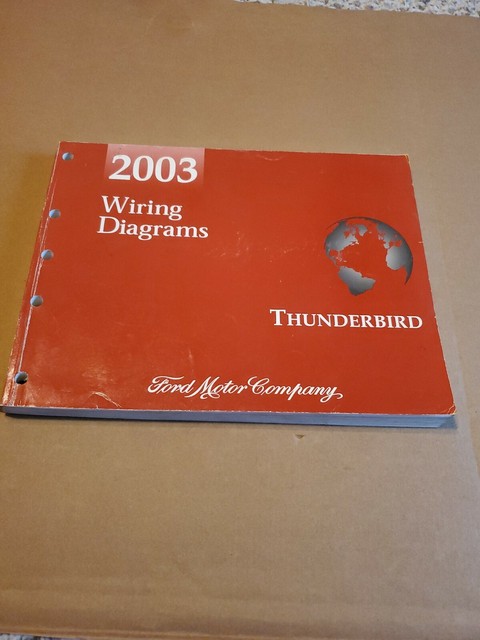 2003
Wiring
Diagrams
THUNDERBIRD
Ford Motor Company